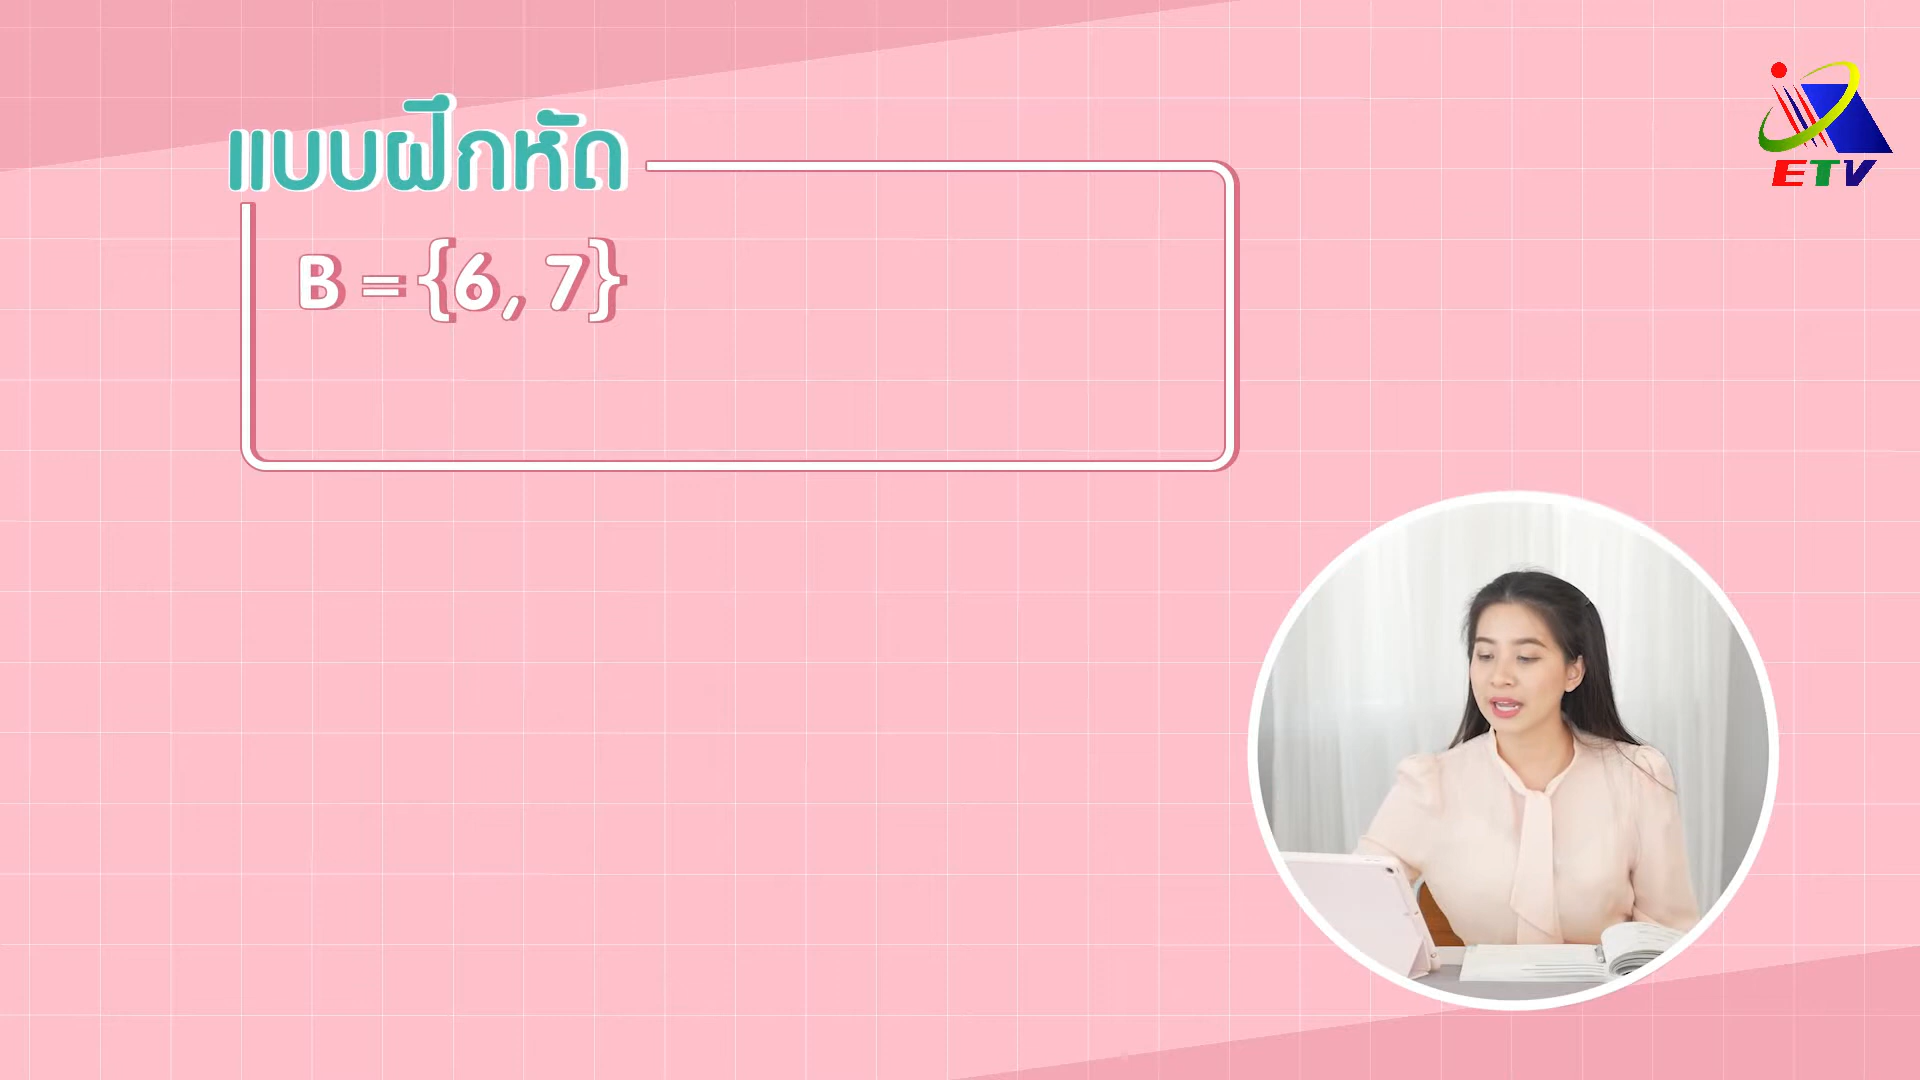 แบบฝึกหัด
B = {6, 7}
ETV